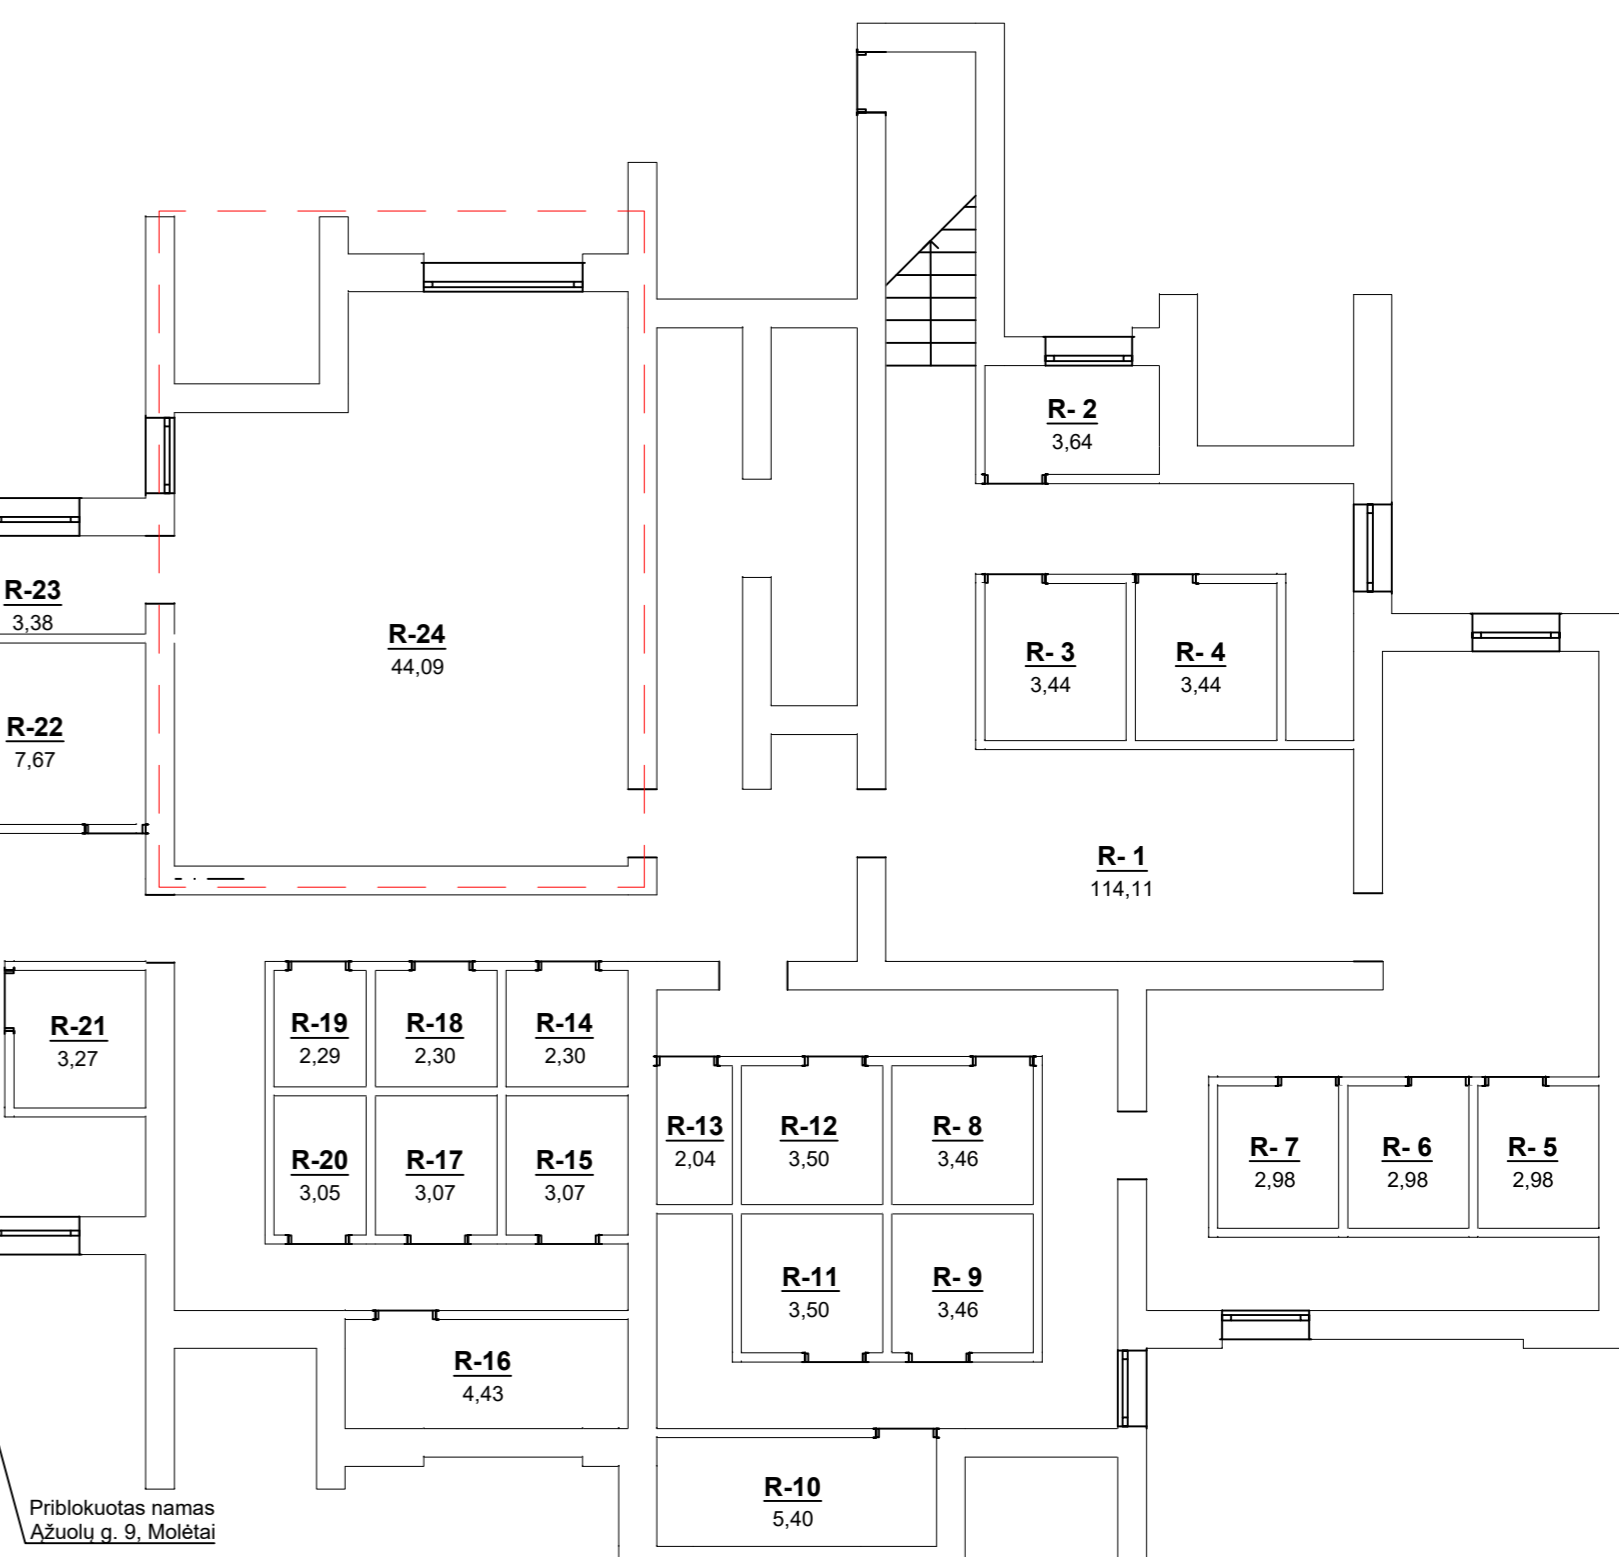 R- 2
3,64
R-23
3,38
R-24
44,09
R- 3
3,44
R- 4
3,44
R-22
7,67
R- 1
114,11
R-21
3,27
R-19
2,29
R-18
2,30
R-14
2,30
R-13
2,04
R-12
3,50
R- 8
3,46
R- 7
2,98
R- 6
2,98
R- 5
2,98
R-20
3,05
R-17
3,07
R-15
3,07
R-11
3,50
R- 9
3,46
R-16
4,43
R-10
5,40
Priblokuotas namas
Ąžuolų g. 9, Molėtai